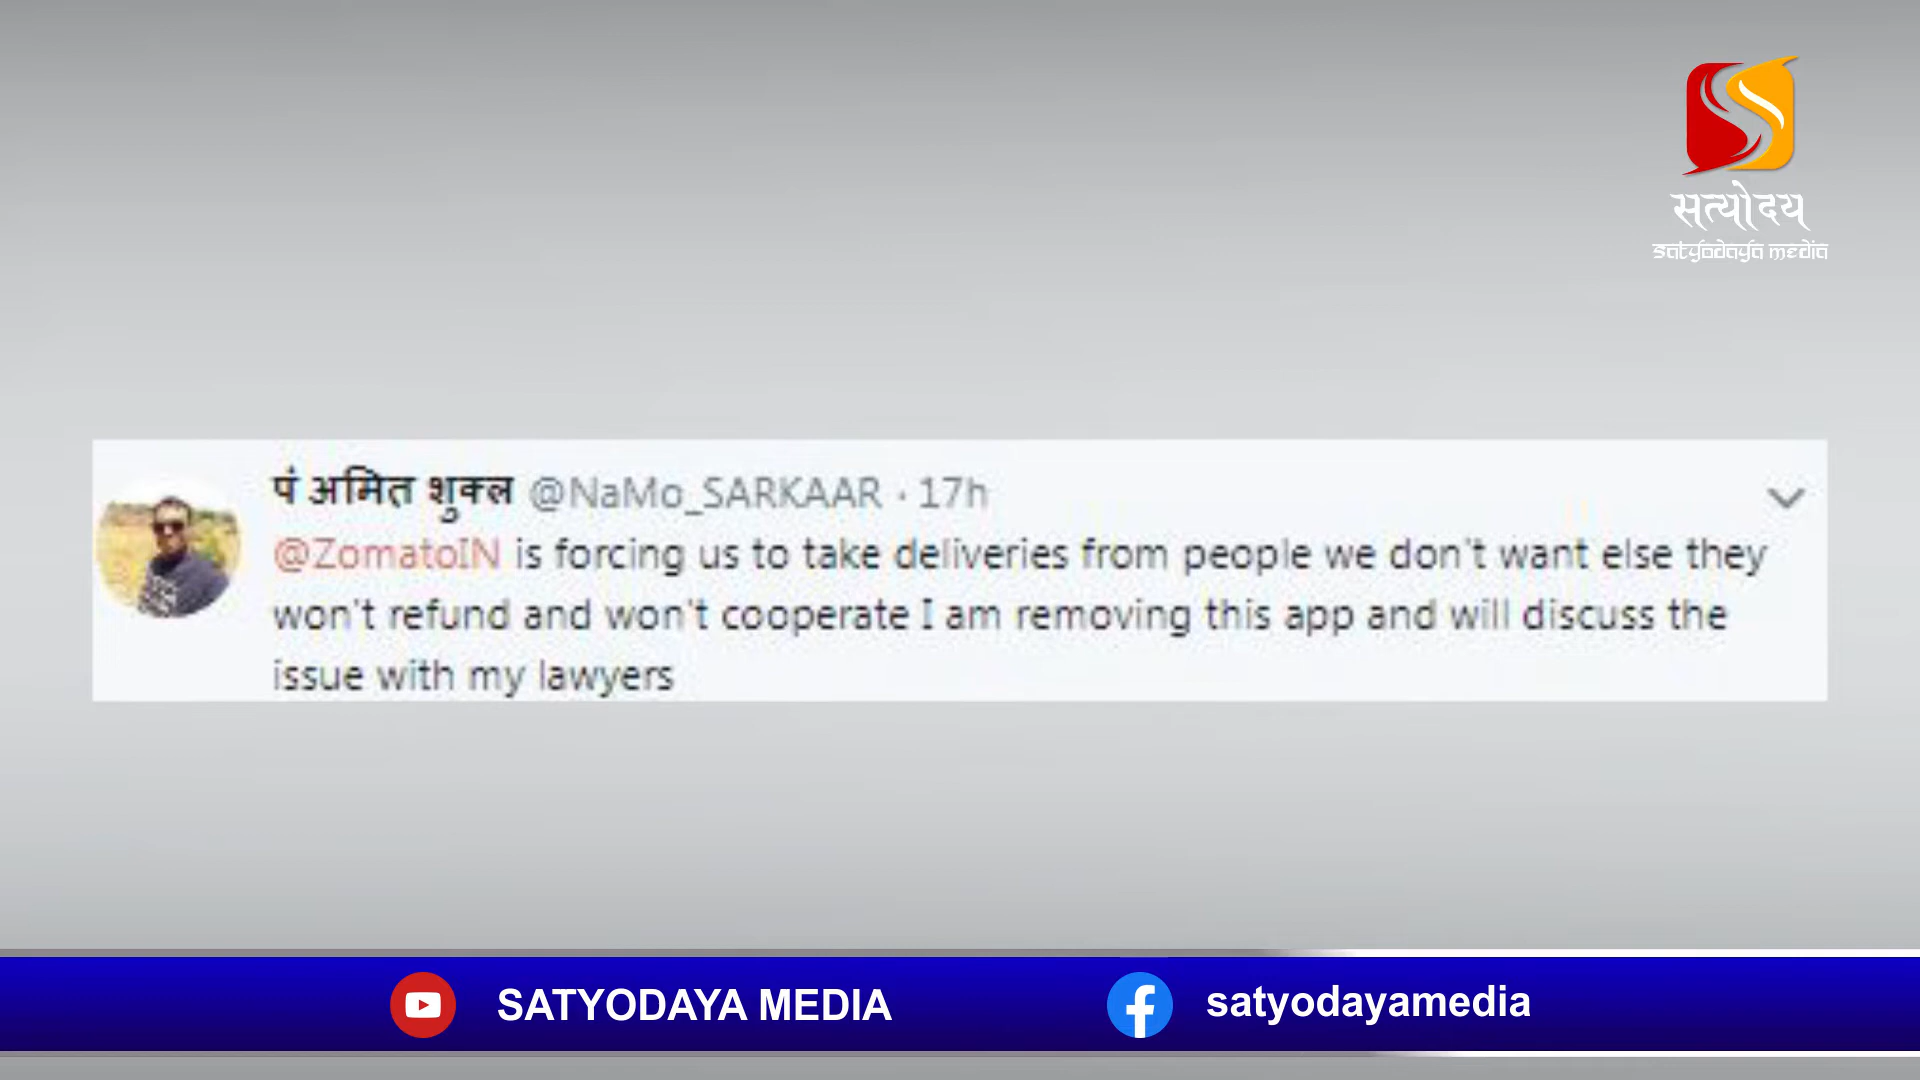 सत्योदय
satyodaya media
पं अमित शुक्ल @NaMo_SARKAAR · 17h
@ZomatoIN is forcing us to take deliveries from people we don't want else they
won't refund and won't cooperate I am removing this app and will discuss the
issue with my lawyers
SATYODAYA MEDIA
satyodayamedia